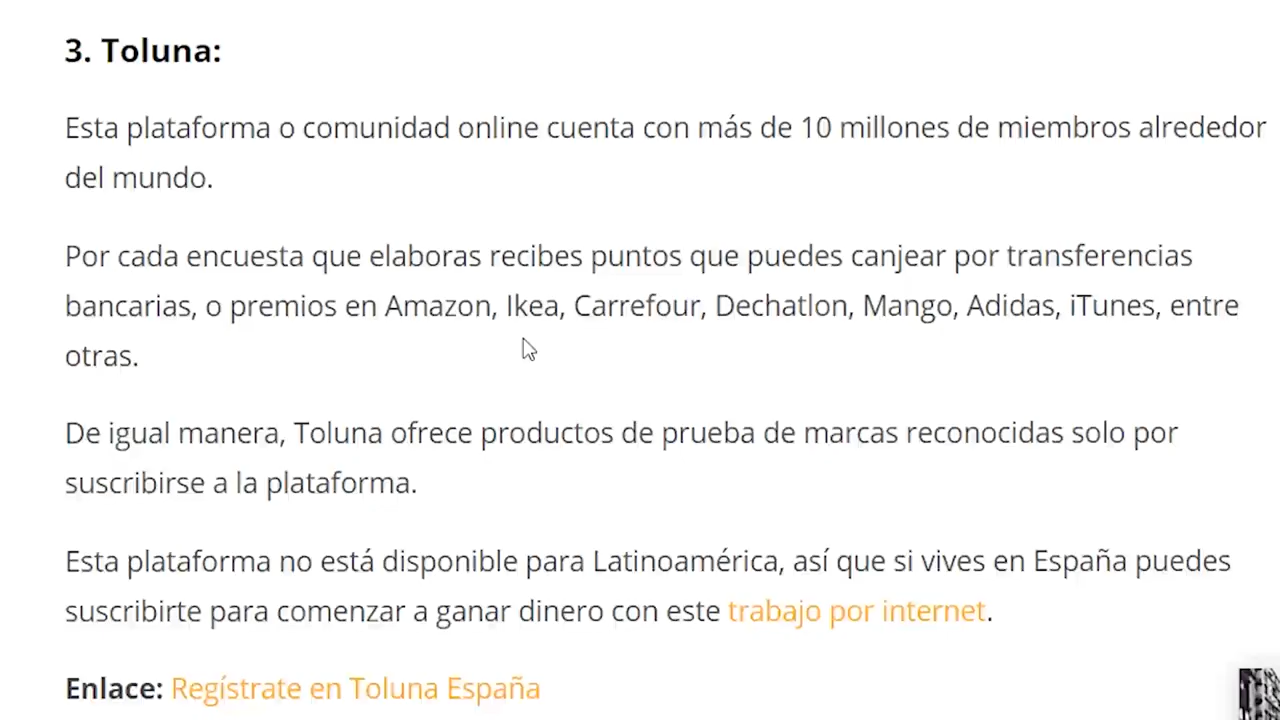 3. Toluna:
Esta plataforma o comunidad online cuenta con más de 10 millones de miembros alrededor
del mundo.
Por cada encuesta que elaboras recibes puntos que puedes canjear por transferencias
bancarias, o premios en Amazon, Ikea, Carrefour, Dechatlon, Mango, Adidas, iTunes, entre
otras.
De igual manera, Toluna ofrece productos de prueba de marcas reconocidas solo por
suscribirse a la plataforma.
Esta plataforma no está disponible para Latinoamérica, así que si vives en España puedes
suscribirte para comenzar a ganar dinero con este trabajo por internet.
Enlace: Regístrate en Toluna España